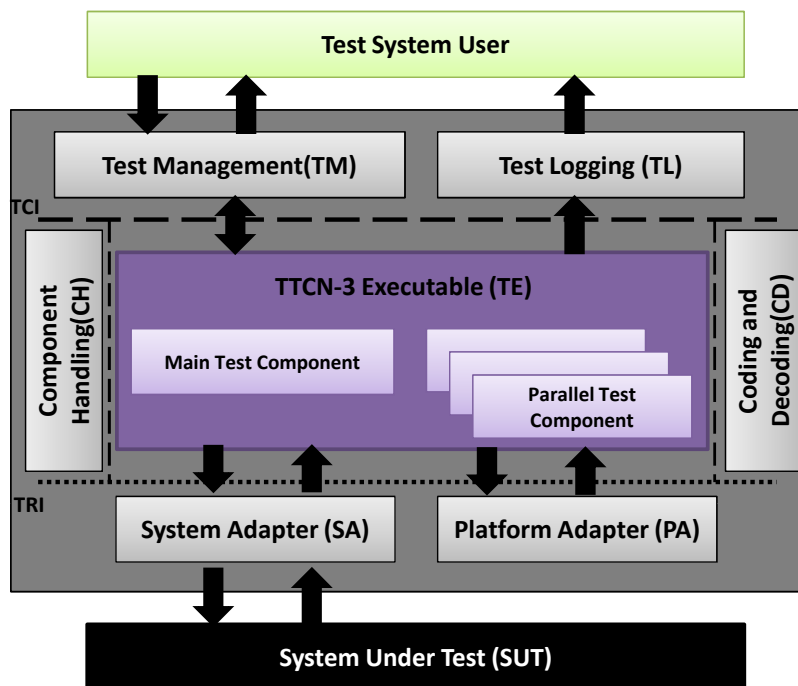 Test System User
Test Management(TM)
Test Logging (TL)
TCI
Component
Handling(CH)
TTCN-3 Executable (TE)
Main Test Component
Parallel Test
Component
Coding and
Decoding(CD)
TRI
System Adapter (SA)
Platform Adapter (PA)
System Under Test (SUT)